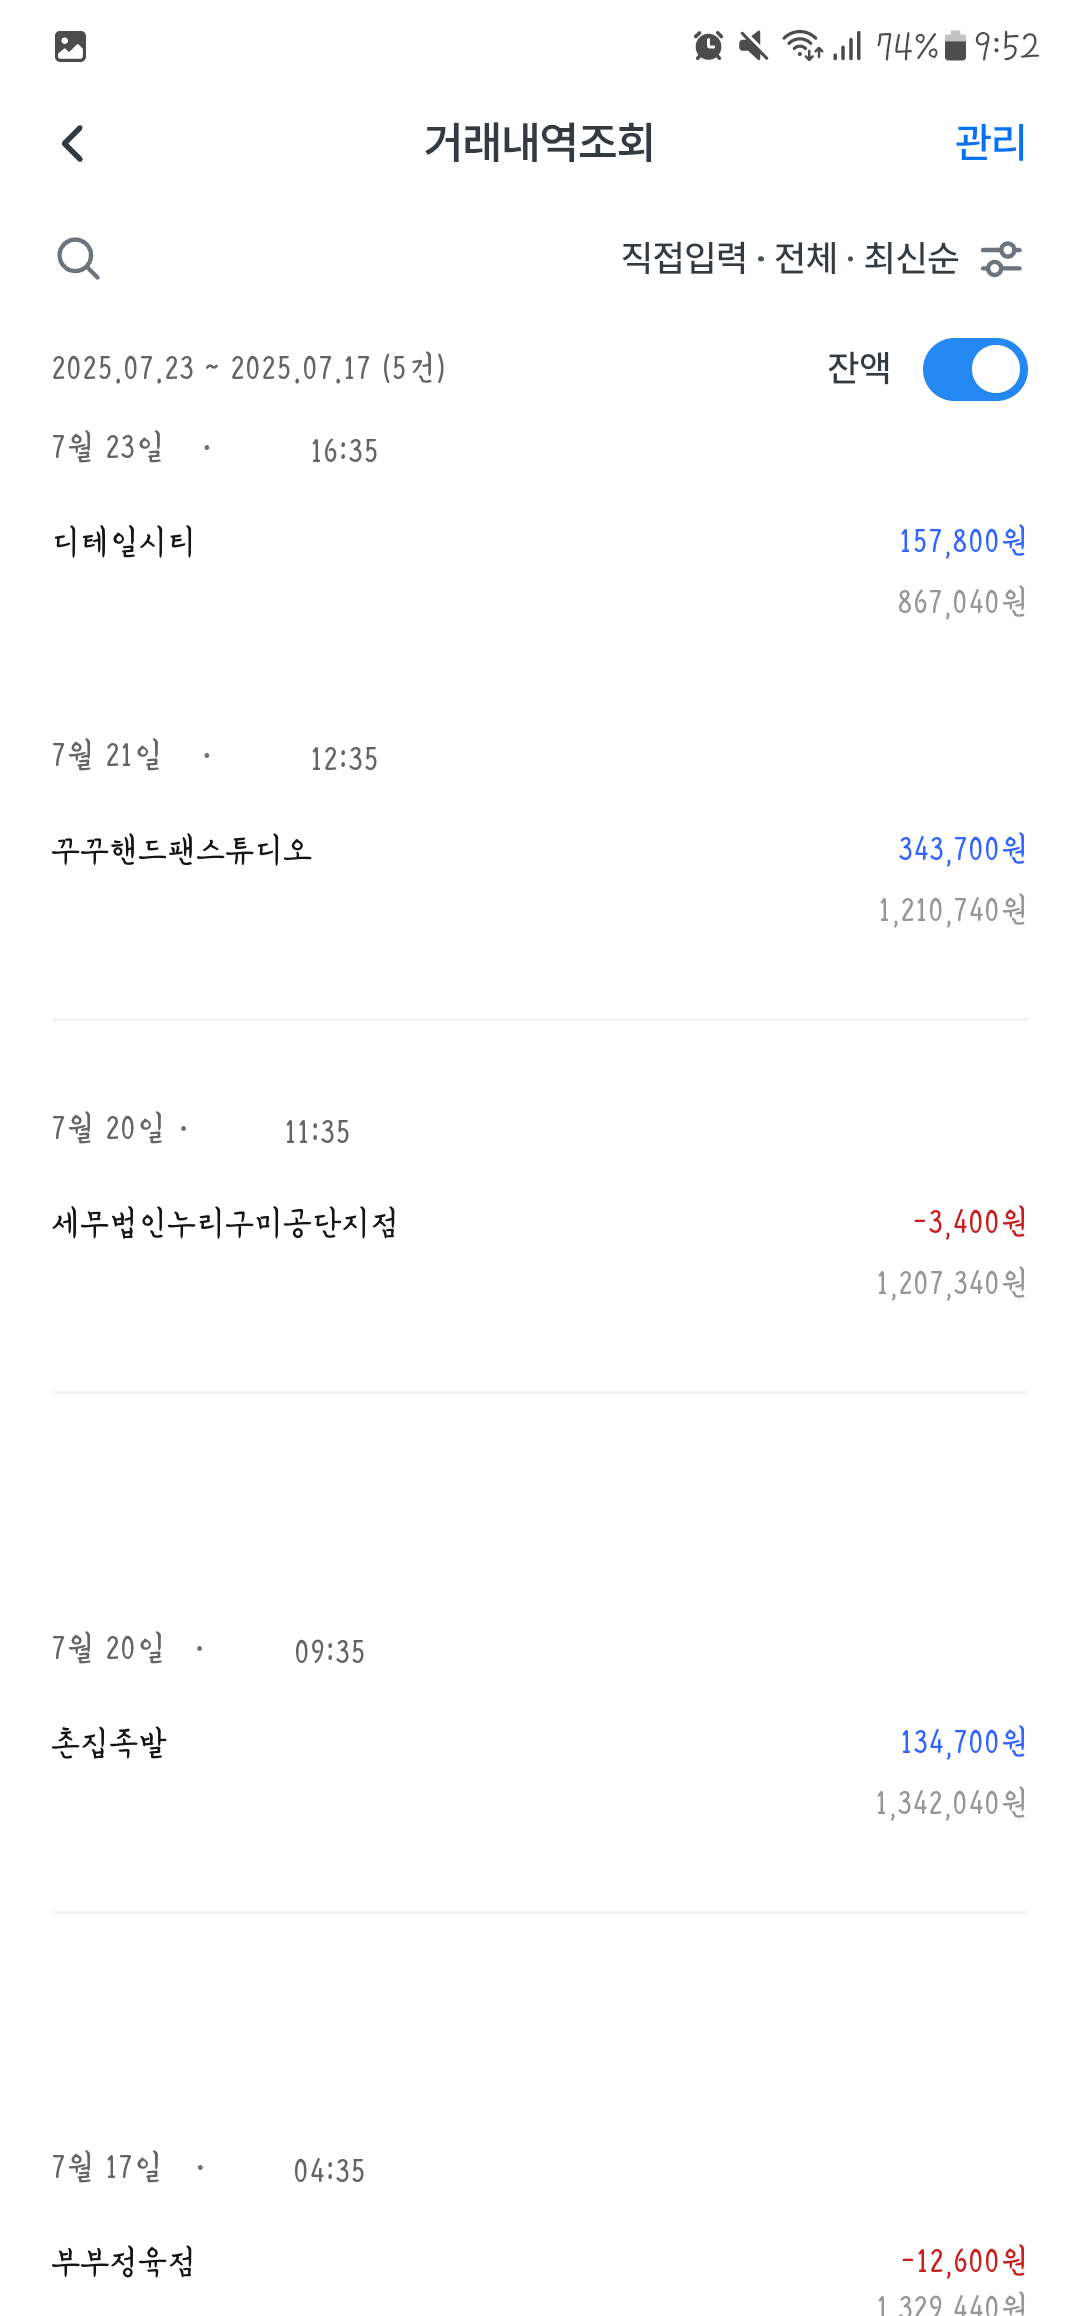 74% 9:52
거래내역조회 관리
직접입력 · 전체 · 최신순
2025.07.23 ~ 2025.07.17 (5건) 잔액
7월 23일 · 16:35
디테일시티 157,800원
867,040원
7월 21일 · 12:35
꾸꾸핸드팬스튜디오 343,700원
1,210,740원
7월 20일 · 11:35
세무법인누리구미공단지점 -3,400원
1,207,340원
7월 20일 · 09:35
촌집족발 134,700원
1,342,040원
7월 17일 · 04:35
부부정육점 -12,600원
1,329,440원